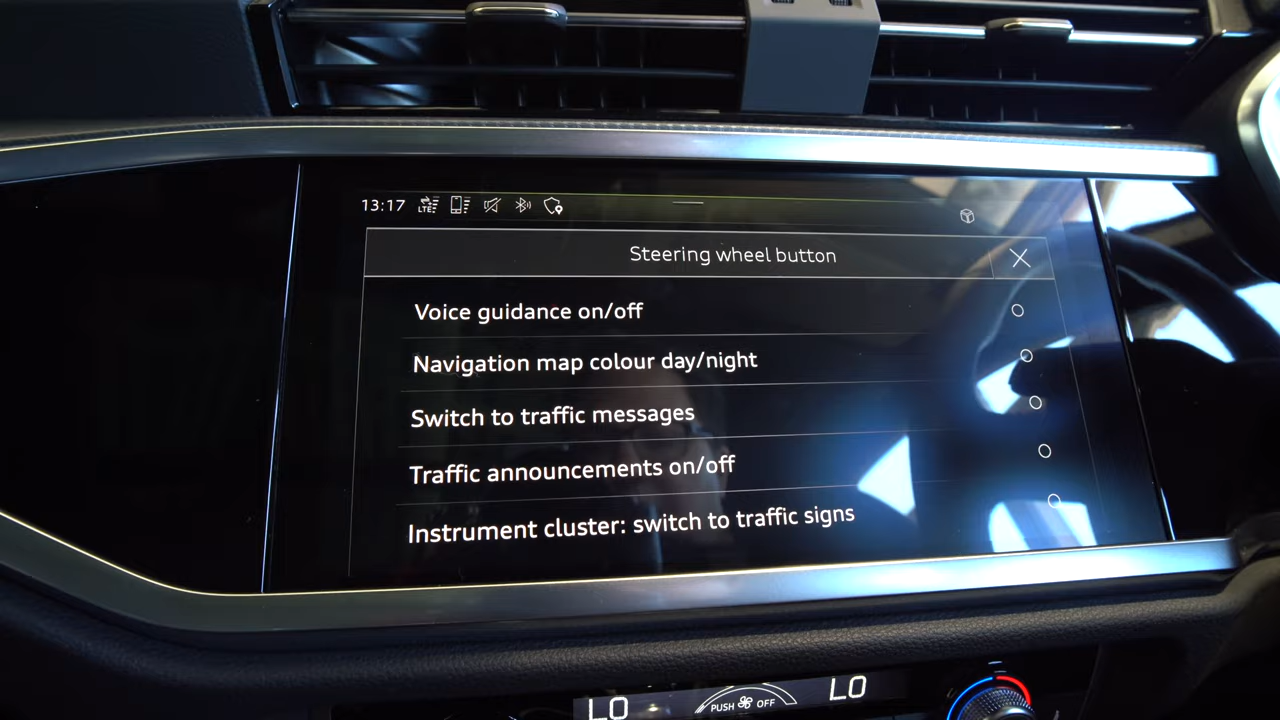 13:17 LTE
Steering wheel button
Voice guidance on/off
Navigation map colour day/night
Switch to traffic messages
Traffic announcements on/off
Instrument cluster: switch to traffic signs
LO PUSH OFF LO